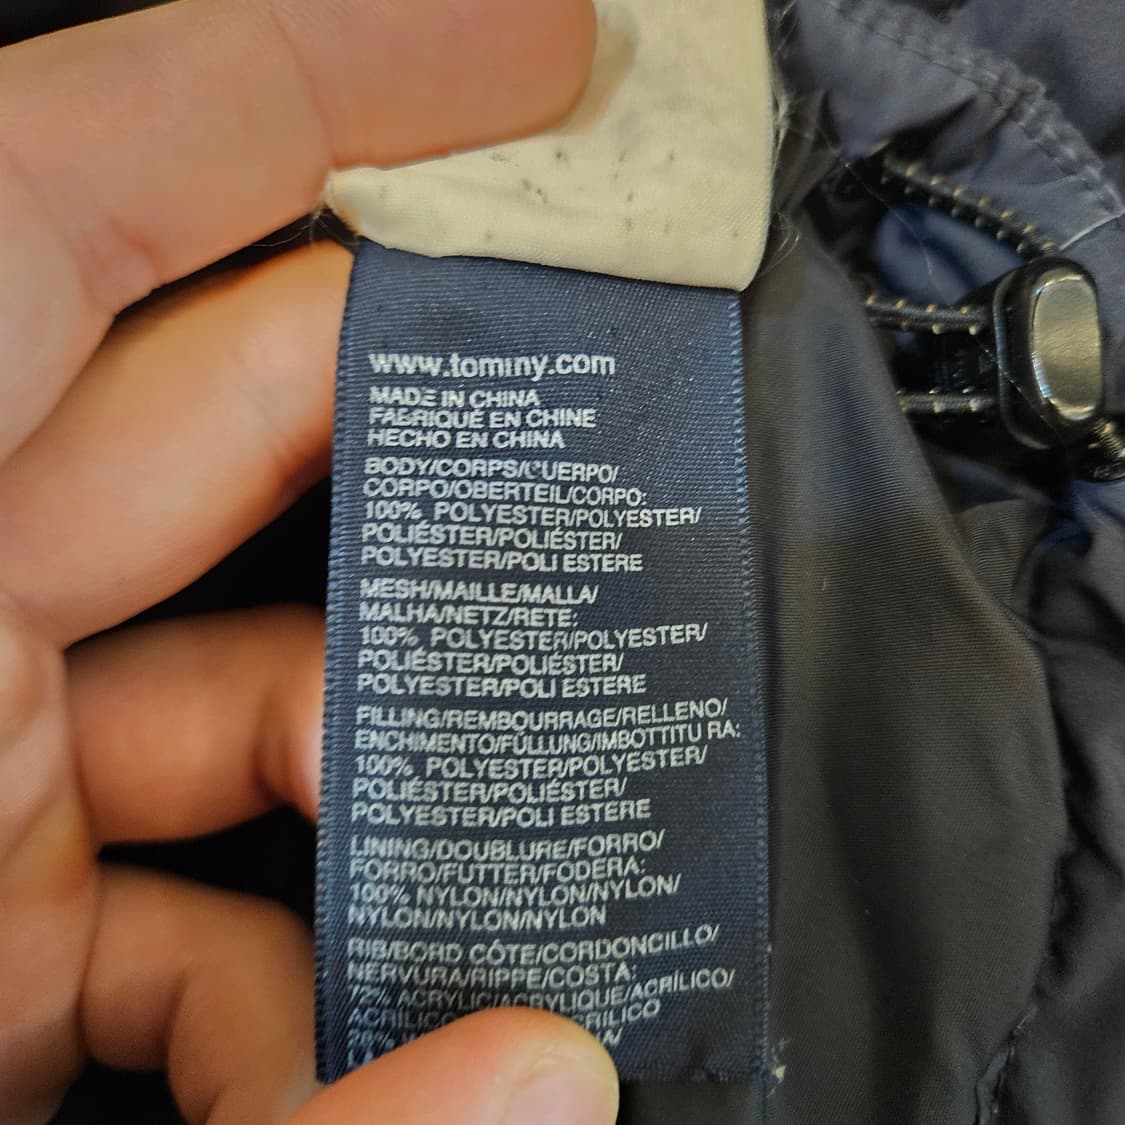 www.tommy.com
MADE IN CHINA
FABRIQUÉ EN CHINE
HECHO EN CHINA
BODY/CORPS/CUERPO/
CORPO/OBERTEIL/CORPO:
100% POLYESTER/POLYESTER/
POLIÉSTER/POLIÉSTER/
POLYESTER/POLI ESTERE
MESH/MAILLE/MALLA/
MALHA/NETZ/RETE:
100% POLYESTER/POLYESTER/
POLIÉSTER/POLIÉSTER/
POLYESTER/POLI ESTERE
FILLING/REMBOURRAGE/RELLENO/
ENCHIMENTO/FÜLLUNG/IMBOTTITU RA:
100% POLYESTER/POLYESTER/
POLIÉSTER/POLIÉSTER/
POLYESTER/POLI ESTERE
LINING/DOUBLURE/FORRO/
FORRO/FUTTER/FODERA:
100% NYLON/NYLON/NYLON/
NYLON/NYLON/NYLON
RIB/BORD CÔTE/CORDONCILLO/
NERVURA/RIPPE/COSTA:
72% ACRYLIC/ACRYLIQUE/ACRÍLICO/
28%